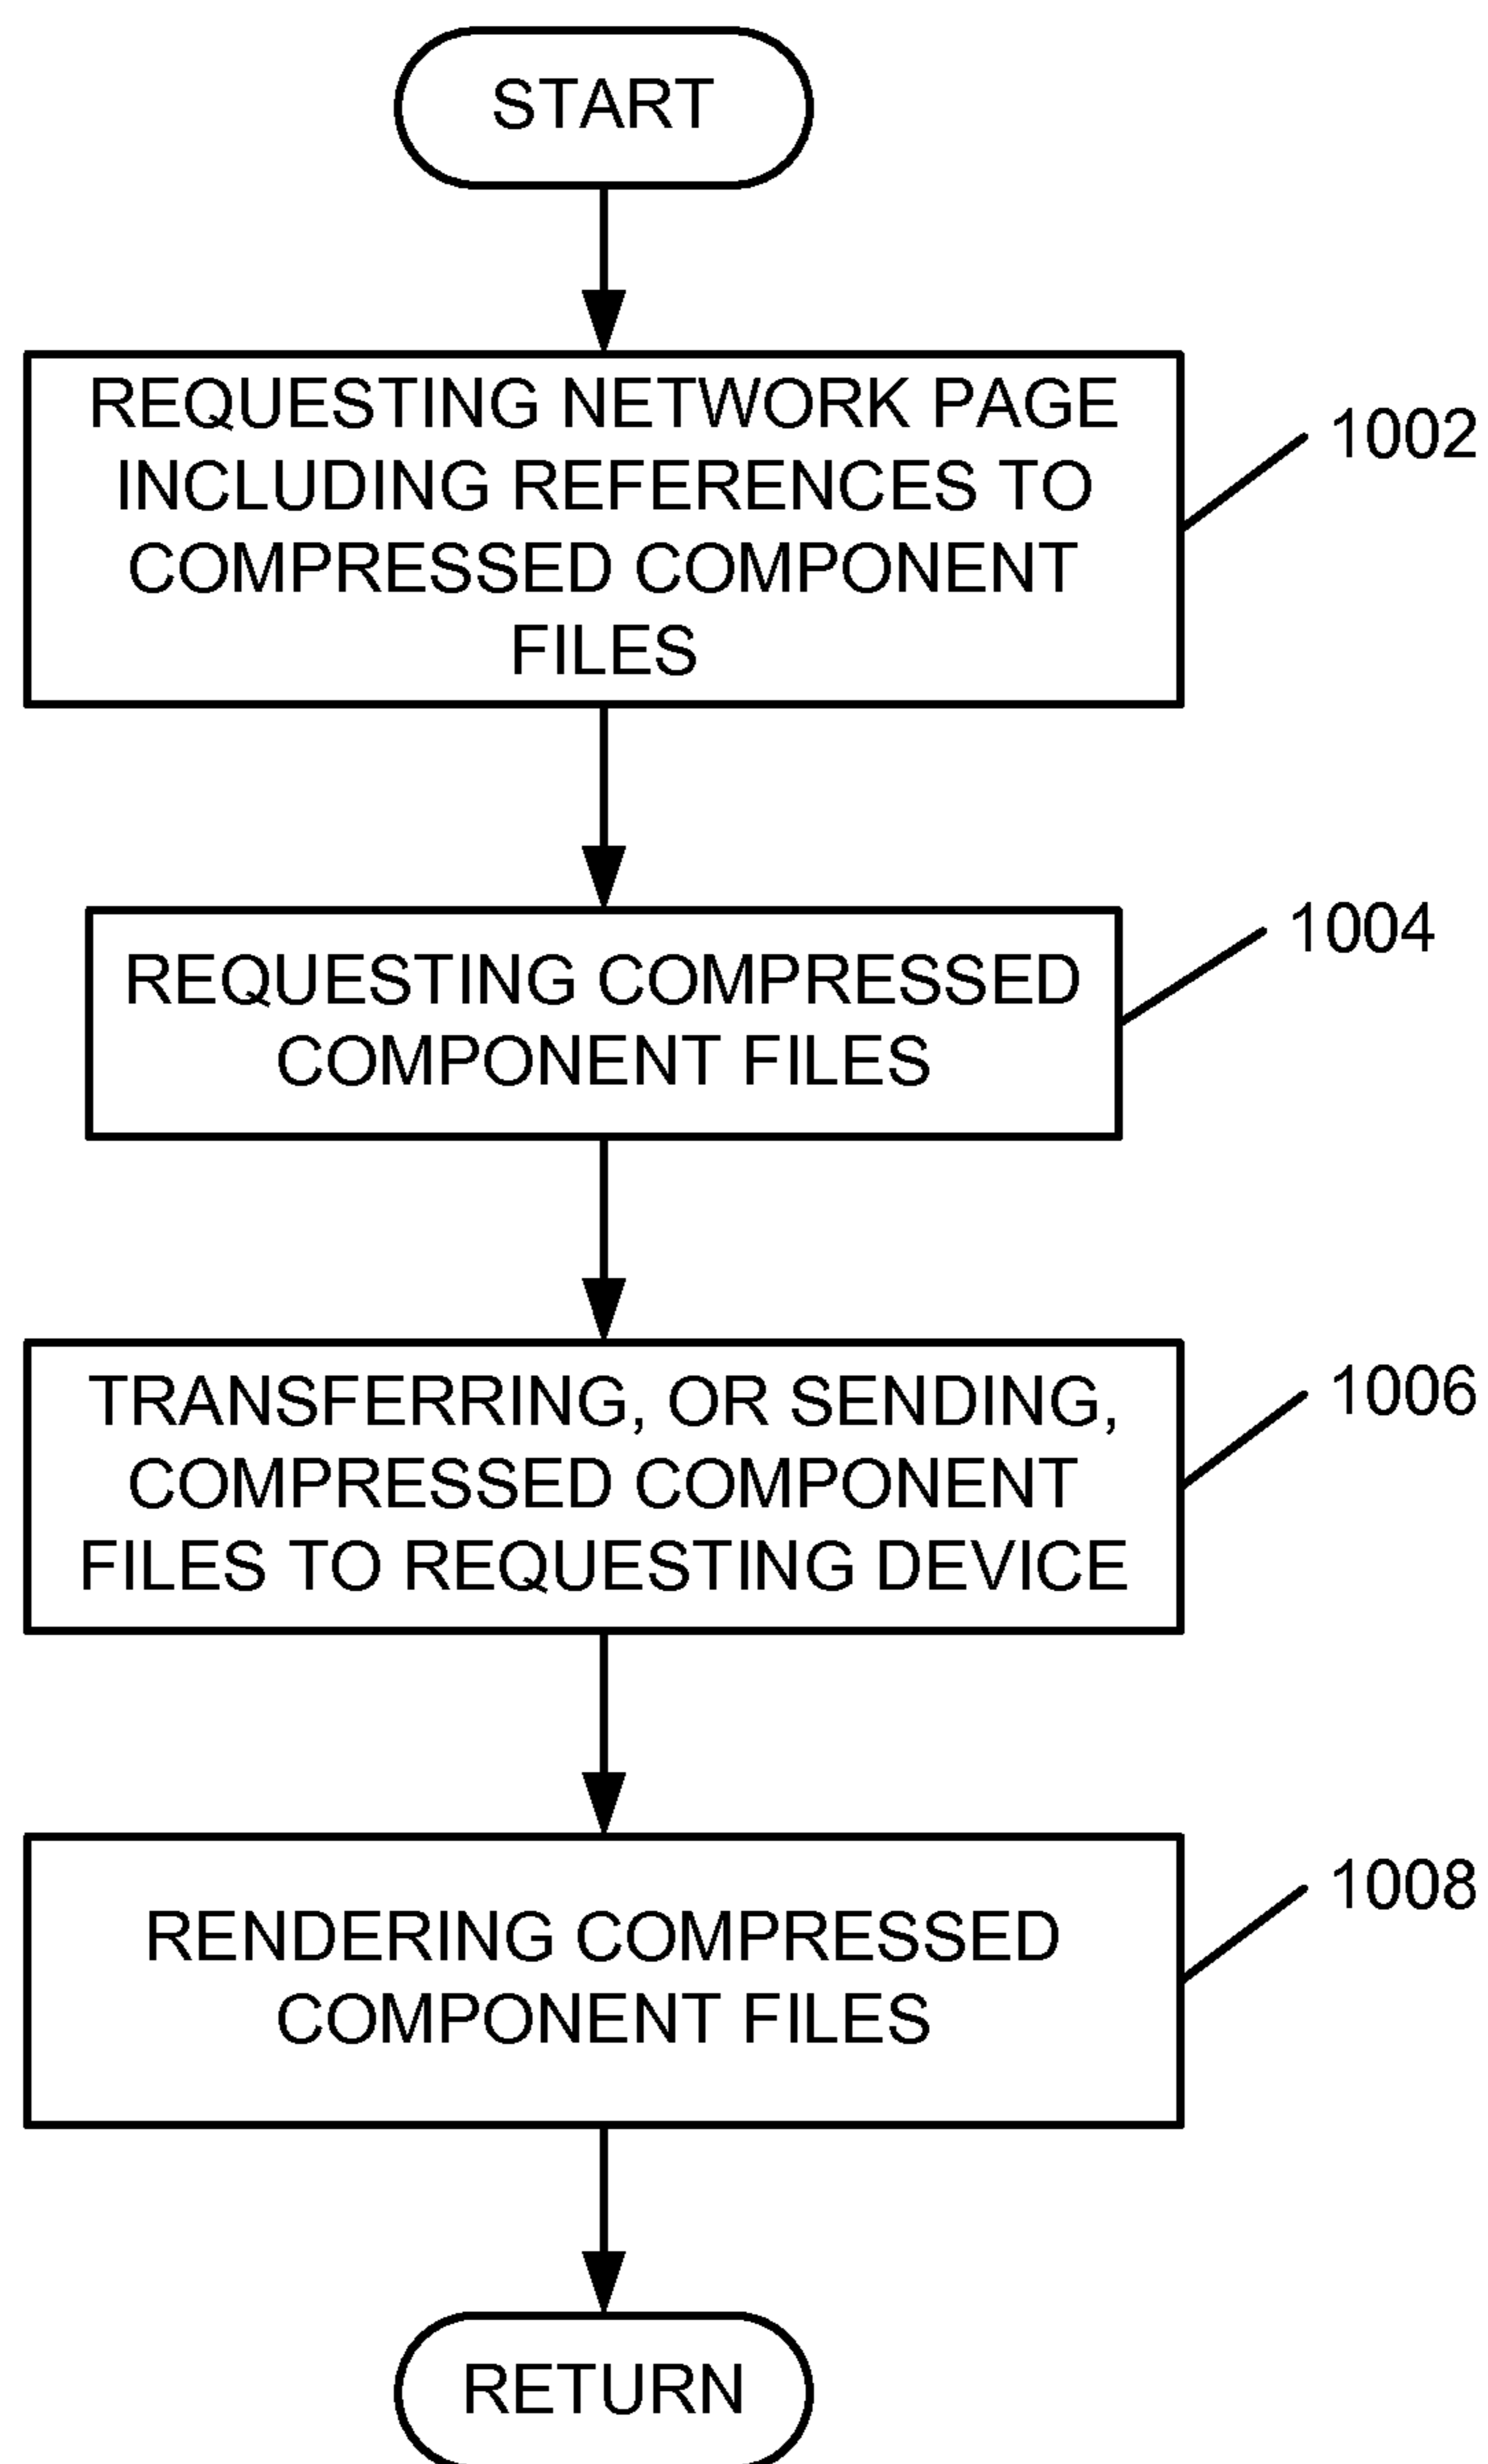 START
REQUESTING NETWORK PAGE
INCLUDING REFERENCES TO
COMPRESSED COMPONENT
FILES
1002
REQUESTING COMPRESSED
COMPONENT FILES
1004
TRANSFERRING, OR SENDING,
COMPRESSED COMPONENT
FILES TO REQUESTING DEVICE
1006
RENDERING COMPRESSED
COMPONENT FILES
1008
RETURN